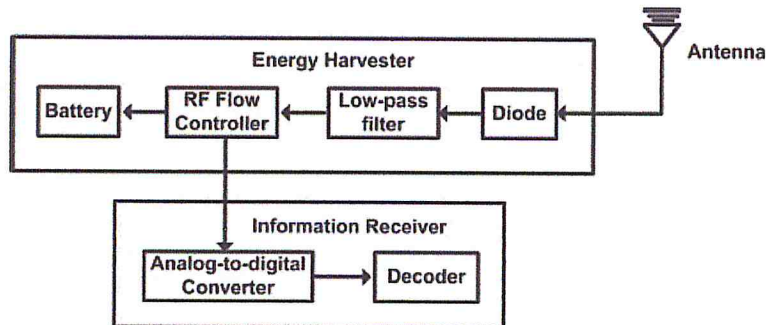 Energy Harvester
Antenna
Battery
RF Flow
Controller
Low-pass
filter
Diode
Information Receiver
Analog-to-digital
Converter
Decoder